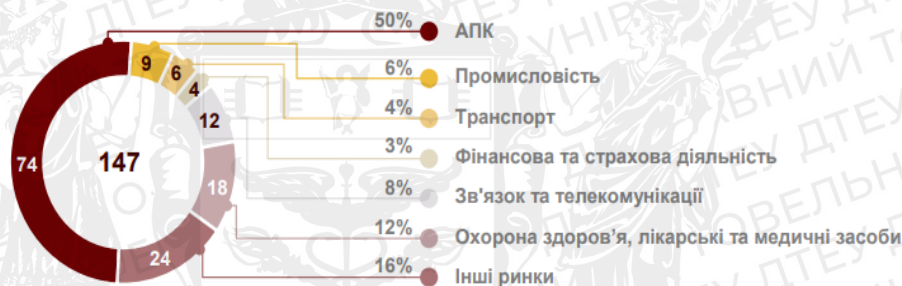 50% АПК
6% Промисловість
4% Транспорт
3% Фінансова та страхова діяльність
8% Зв'язок та телекомунікації
12% Охорона здоров’я, лікарські та медичні засоби
16% Інші ринки
9
6
4
12
18
24
74
147